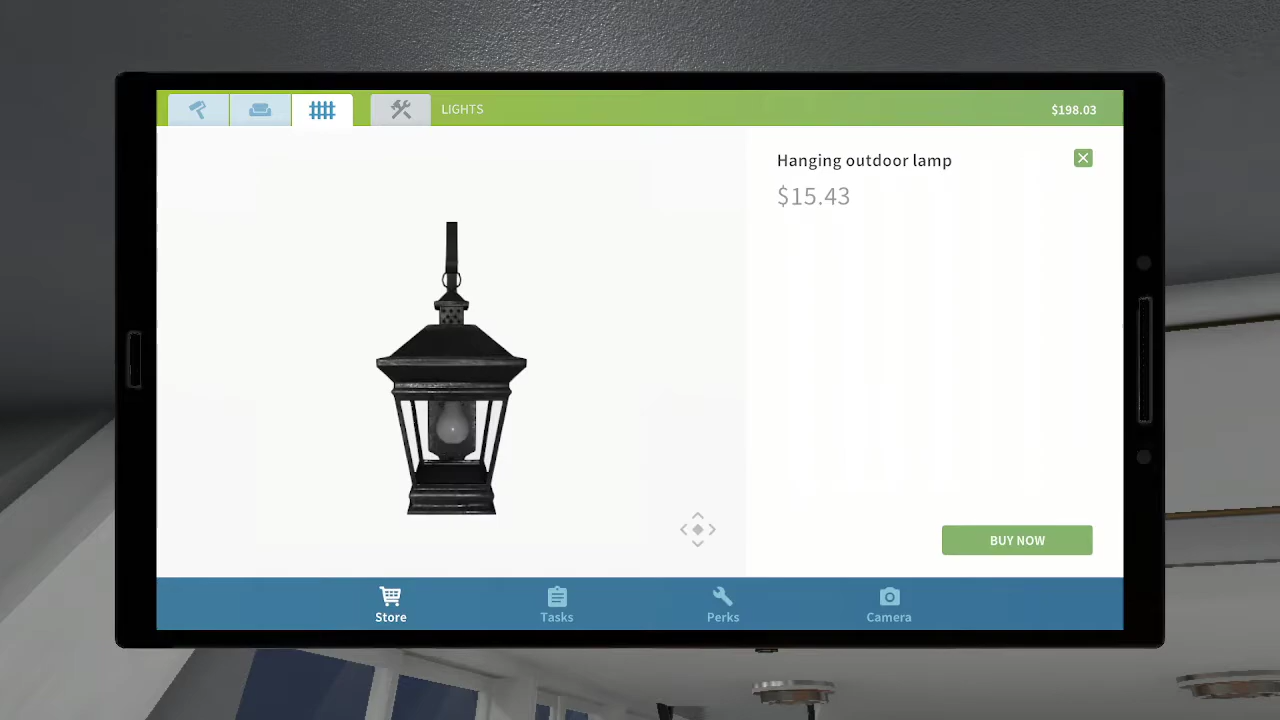 LIGHTS
$198.03
Hanging outdoor lamp
$15.43
BUY NOW
Store
Tasks
Perks
Camera